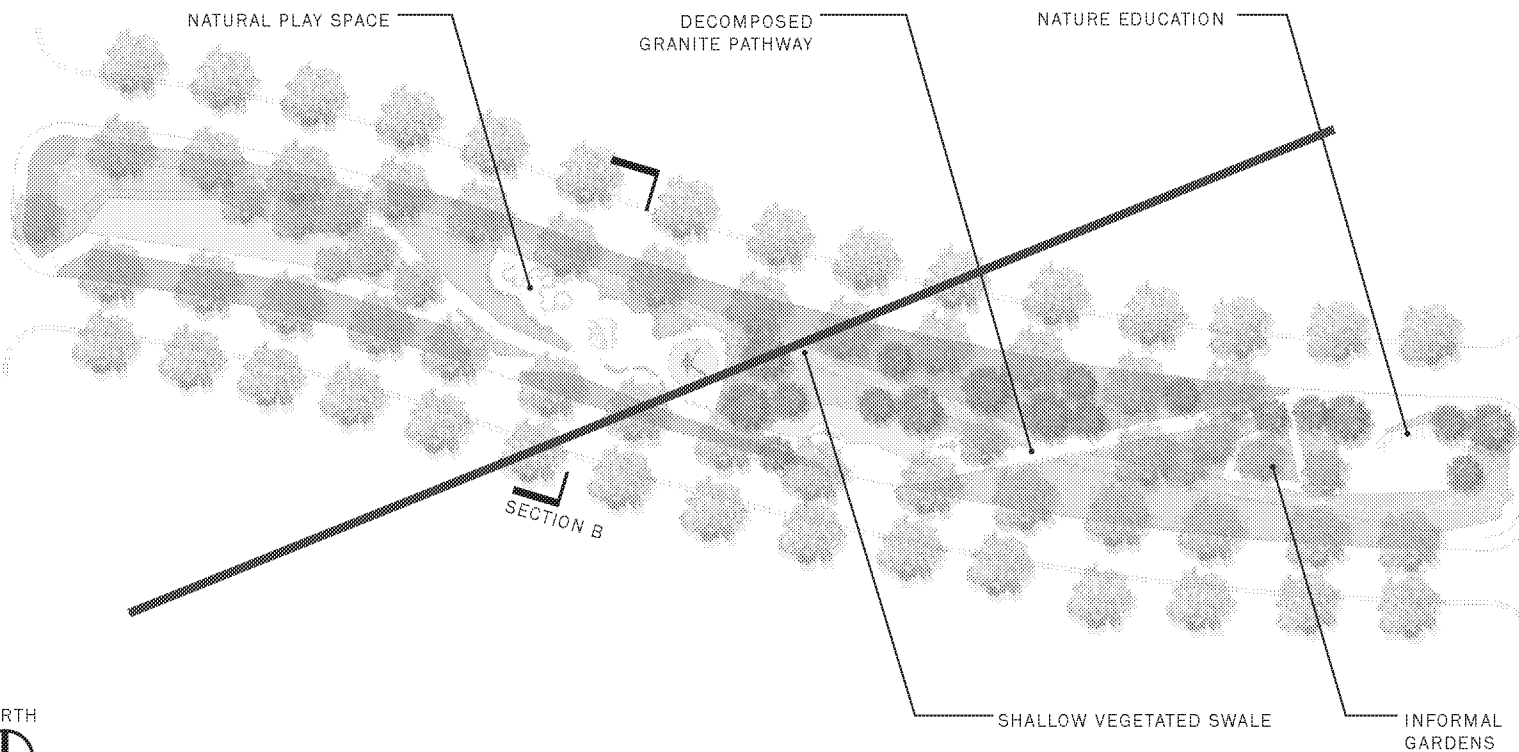 NATURAL PLAY SPACE
DECOMPOSED
GRANITE PATHWAY
NATURE EDUCATION
SECTION B
RTH
SHALLOW VEGETATED SWALE
INFORMAL
GARDENS